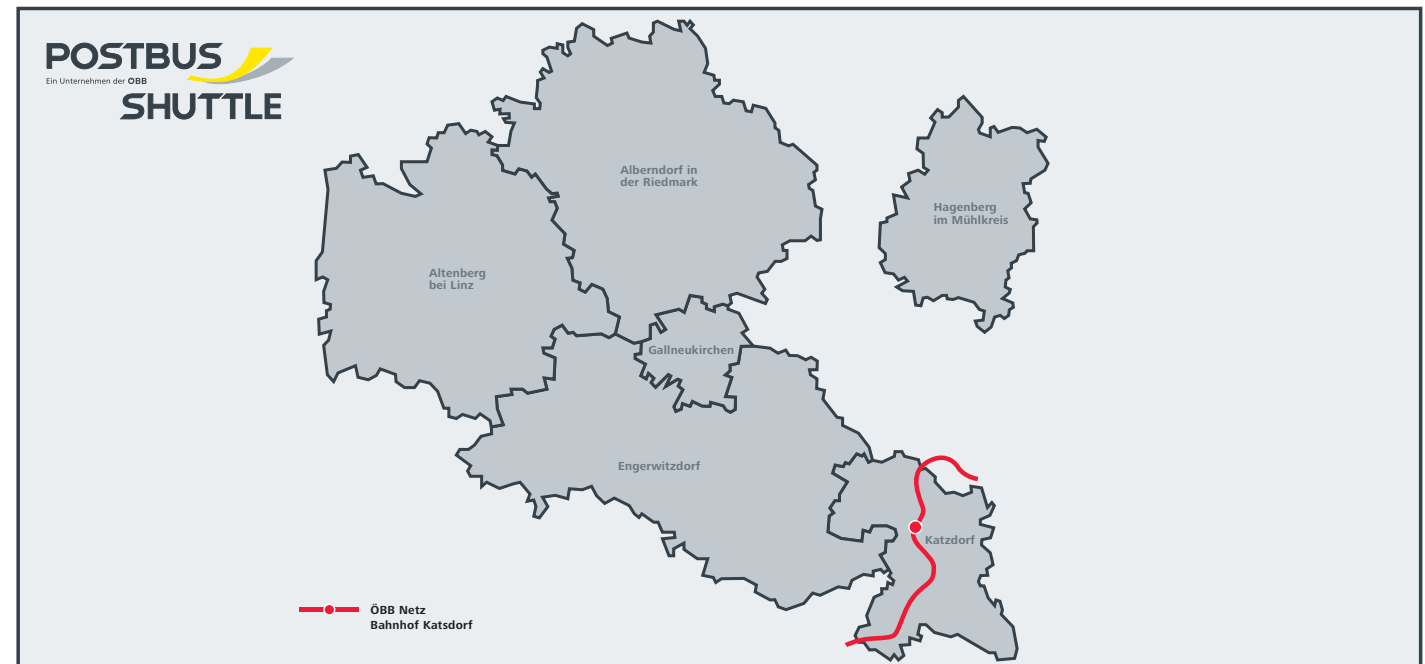 POSTBUS
Ein Unternehmen der ÖBB
SHUTTLE
Alberndorf in
der Riedmark
Hagenberg
im Mühlkreis
Altenberg
bei Linz
Gallneukirchen
Engerwitzdorf
Katzdorf
ÖBB Netz
Bahnhof Katsdorf